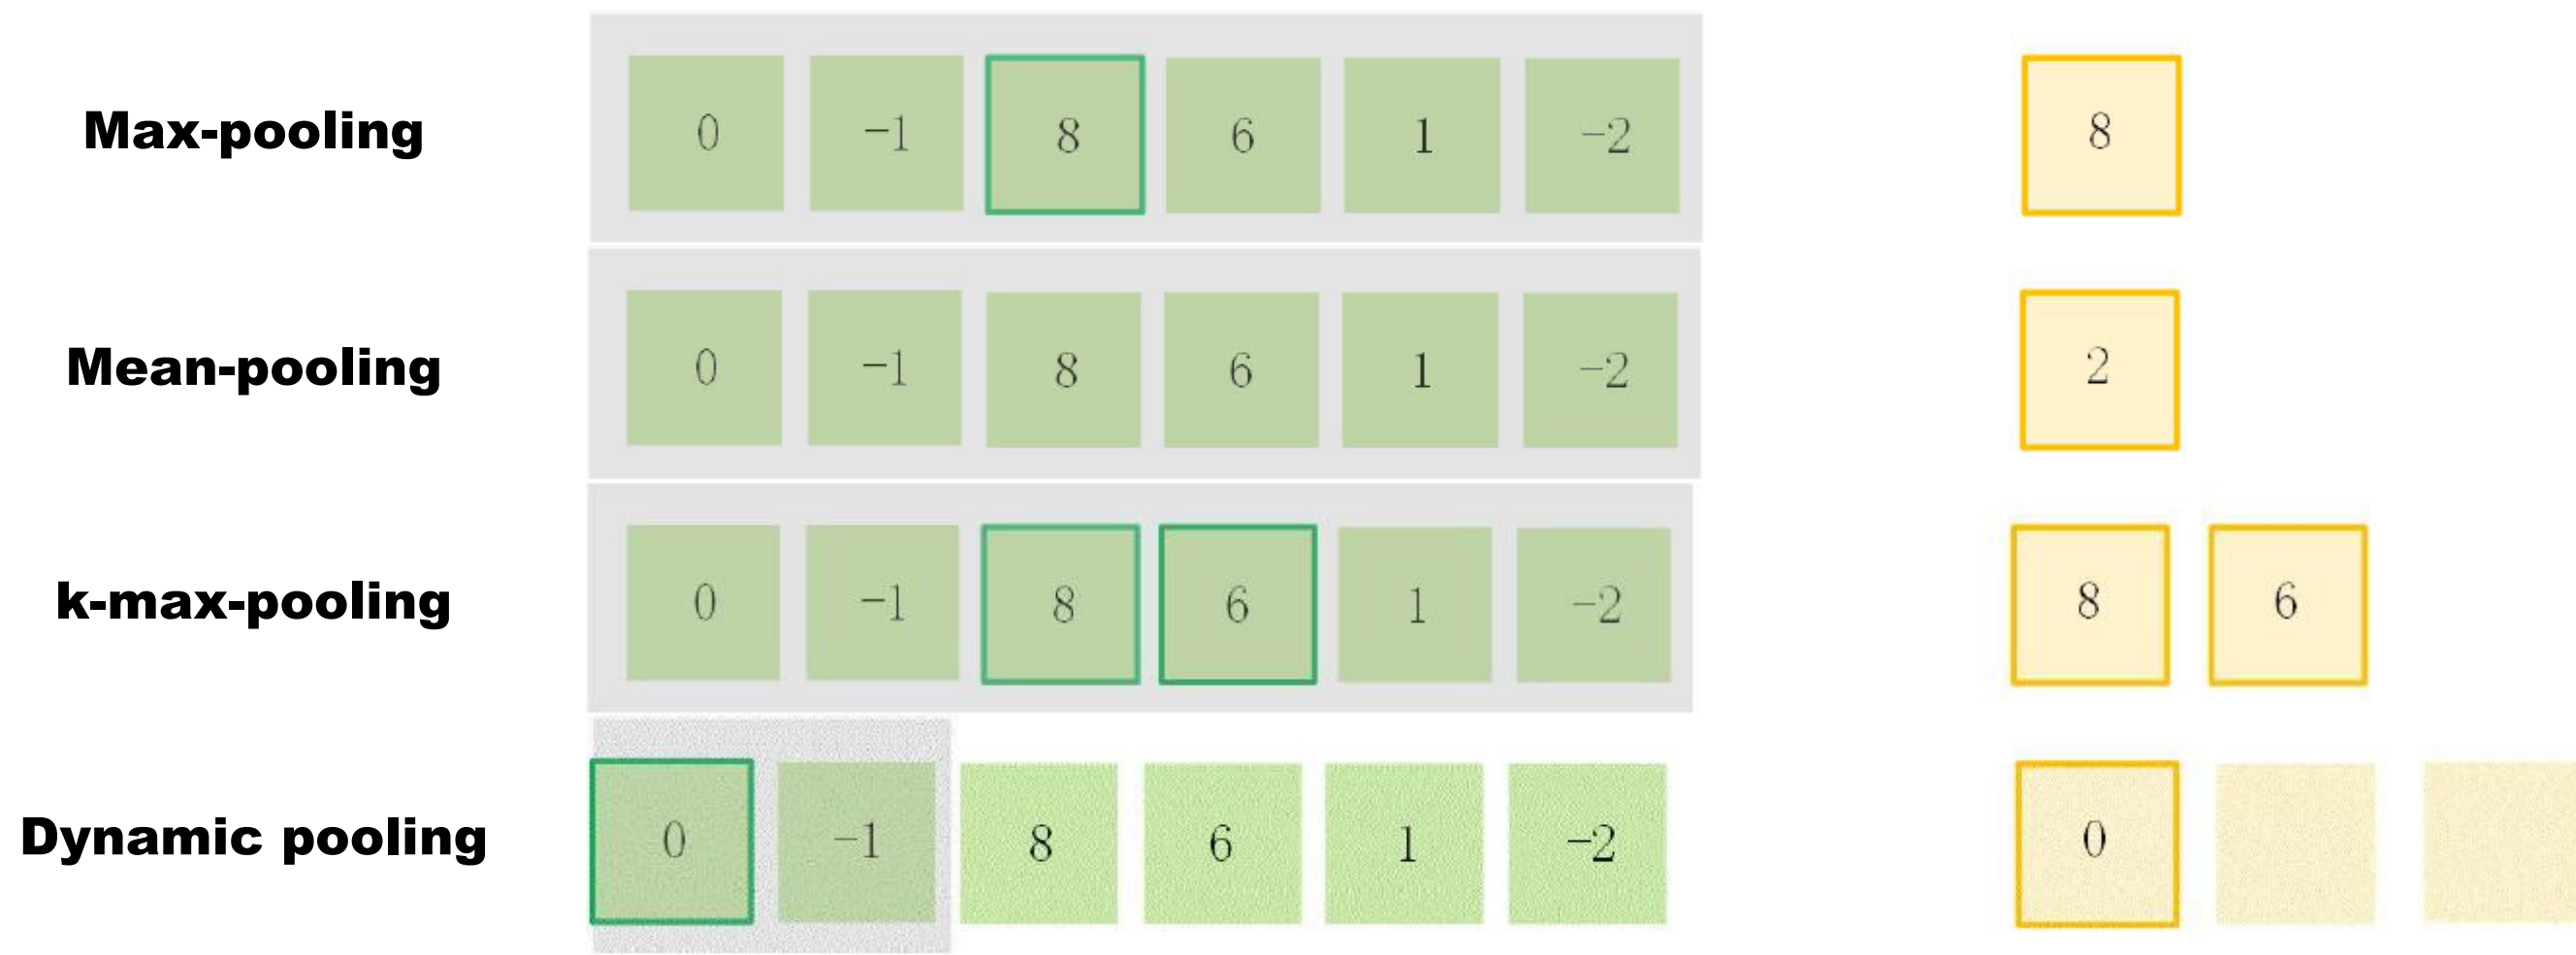 Max-pooling 0 −1 8 6 1 −2 8
Mean-pooling 0 −1 8 6 1 −2 2
k-max-pooling 0 −1 8 6 1 −2 8 6
Dynamic pooling 0 −1 8 6 1 −2 0